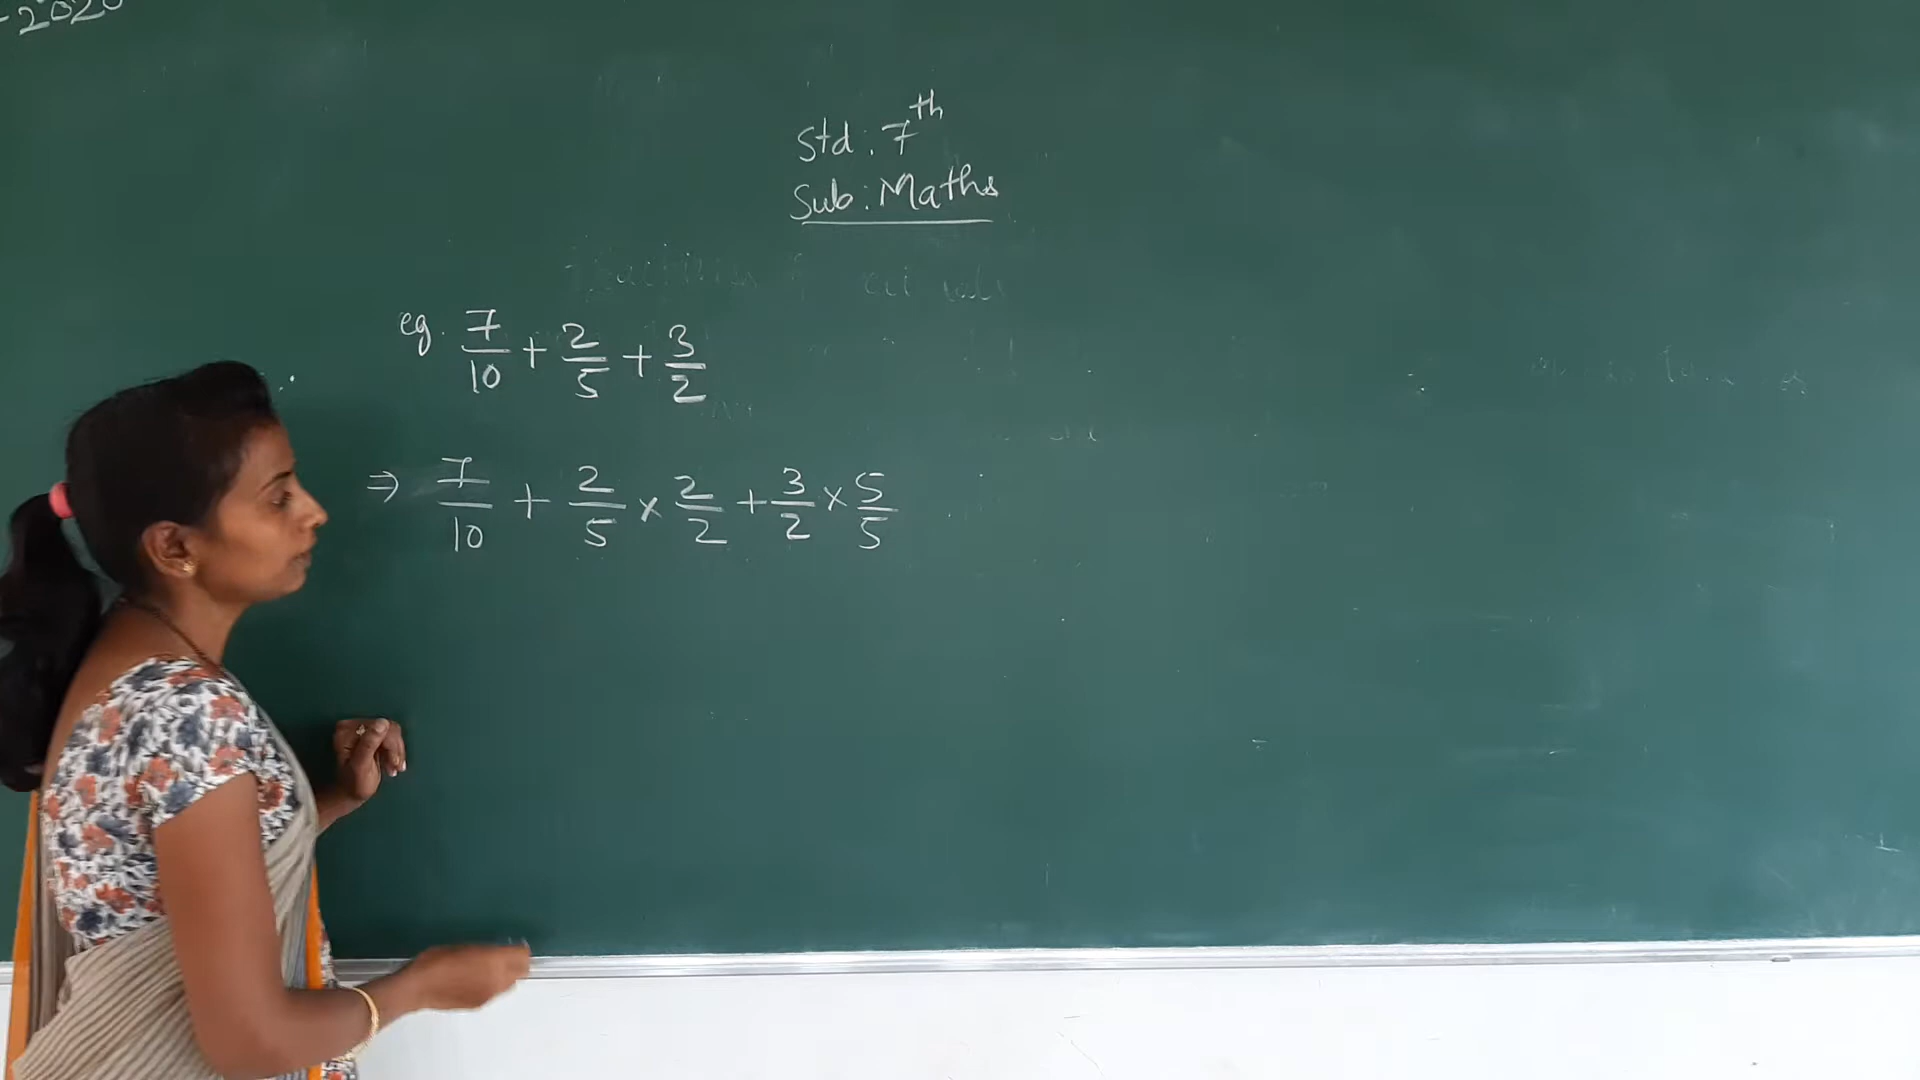 -2020
Std : 7th
Sub : Maths
eg. 7/10 + 2/5 + 3/2
⇒ 7/10 + 2/5 × 2/2 + 3/2 × 5/5